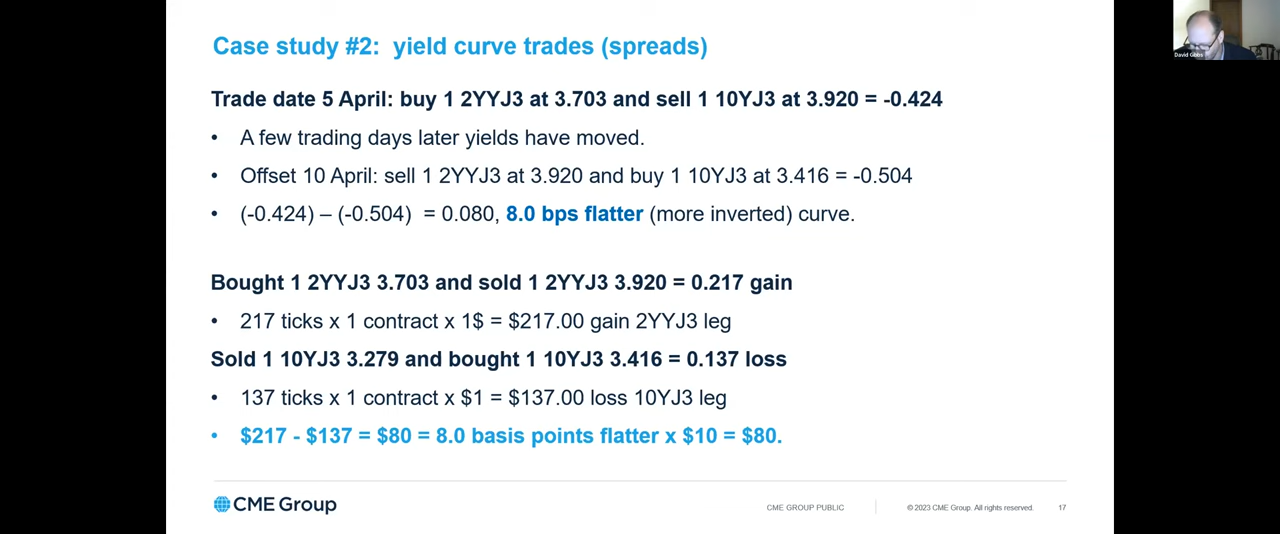 Case study #2: yield curve trades (spreads)
Trade date 5 April: buy 1 2YYJ3 at 3.703 and sell 1 10YJ3 at 3.920 = -0.424
• A few trading days later yields have moved.
• Offset 10 April: sell 1 2YYJ3 at 3.920 and buy 1 10YJ3 at 3.416 = -0.504
• (-0.424) – (-0.504) = 0.080, 8.0 bps flatter (more inverted) curve.
Bought 1 2YYJ3 3.703 and sold 1 2YYJ3 3.920 = 0.217 gain
• 217 ticks x 1 contract x 1$ = $217.00 gain 2YYJ3 leg
Sold 1 10YJ3 3.279 and bought 1 10YJ3 3.416 = 0.137 loss
• 137 ticks x 1 contract x $1 = $137.00 loss 10YJ3 leg
• $217 - $137 = $80 = 8.0 basis points flatter x $10 = $80.
CME Group
CME GROUP PUBLIC
© 2023 CME Group. All rights reserved.
17
David Gibbs